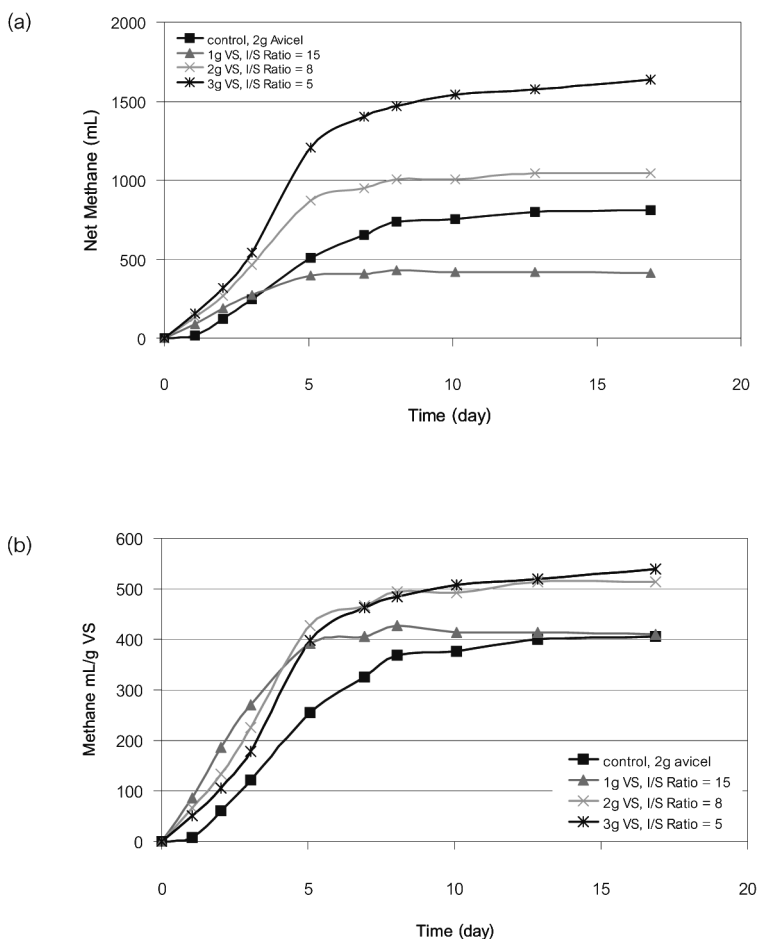 (a)
2000
1500
1000
500
0
Net Methane (mL)
control, 2g Avicel
1g VS, I/S Ratio = 15
2g VS, I/S Ratio = 8
3g VS, I/S Ratio = 5
0 5 10 15 20
Time (day)
(b)
600
500
400
300
200
100
0
Methane mL/g VS
control, 2g avicel
1g VS, I/S Ratio = 15
2g VS, I/S Ratio = 8
3g VS, I/S Ratio = 5
0 5 10 15 20
Time (day)